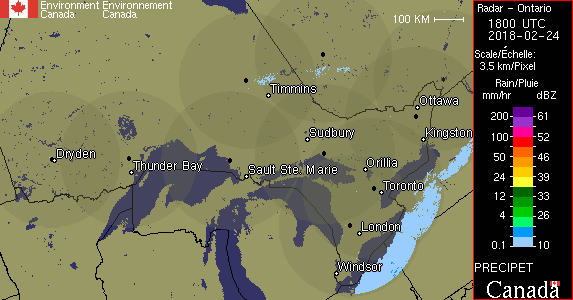 Environment Environnement
Canada Canada
100 KM
Timmins
Ottawa
Sudbury
Kingston
Dryden
Thunder Bay
Sault Ste. Marie
Orillia
Toronto
London
Windsor
Radar - Ontario
1800 UTC
2018-02-24
Scale/Échelle:
3.5 km/Pixel
Rain/Pluie
mm/hr dBZ
200 61
100 52
50 46
24 39
12 33
4 26
0.1 10
PRECIPET
Canada